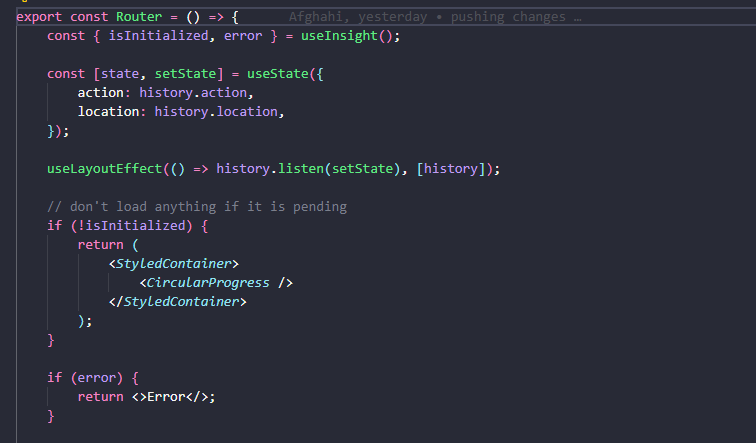 export const Router = () => {    Afghahi, yesterday • pushing changes …
    const { isInitialized, error } = useInsight();

    const [state, setState] = useState({
        action: history.action,
        location: history.location,
    });

    useLayoutEffect(() => history.listen(setState), [history]);

    // don't load anything if it is pending
    if (!isInitialized) {
        return (
            <StyledContainer>
                <CircularProgress />
            </StyledContainer>
        );
    }

    if (error) {
        return <>Error</>;
    }